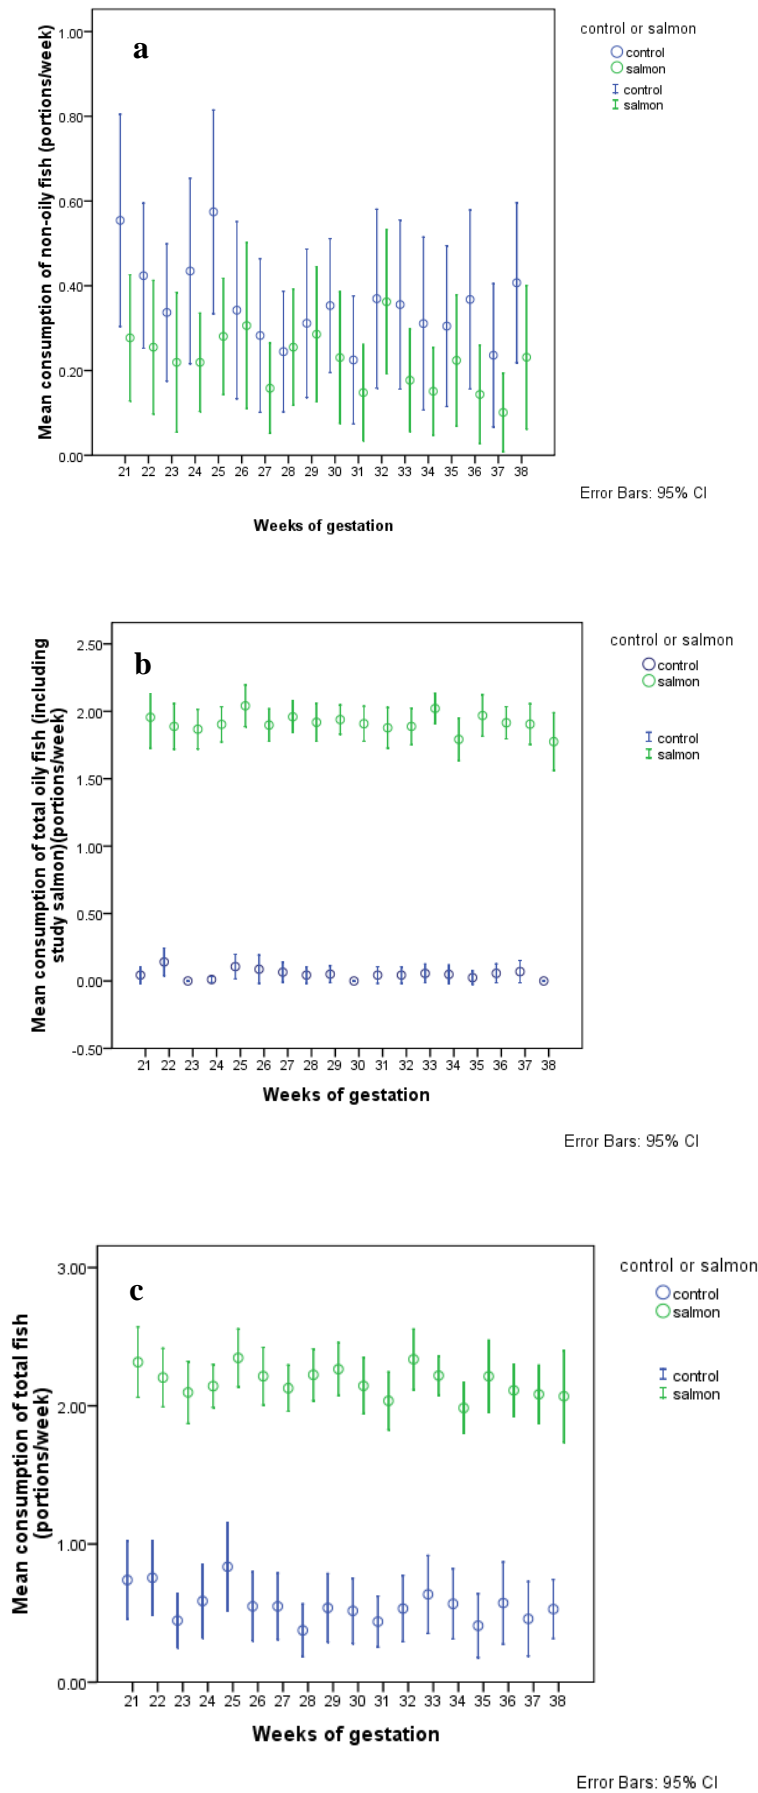 a
Mean consumption of non-oily fish (portions/week)
1.00
0.80
0.60
0.40
0.20
0.00
21 22 23 24 25 26 27 28 29 30 31 32 33 34 35 36 37 38
Weeks of gestation
control or salmon
control
salmon
control
salmon
Error Bars: 95% CI
b
Mean consumption of total oily fish (including
study salmon)(portions/week)
2.50
2.00
1.50
1.00
0.50
0.00
-0.50
21 22 23 24 25 26 27 28 29 30 31 32 33 34 35 36 37 38
Weeks of gestation
control or salmon
control
salmon
control
salmon
Error Bars: 95% CI
c
Mean consumption of total fish
(portions/week)
3.00
2.00
1.00
0.00
21 22 23 24 25 26 27 28 29 30 31 32 33 34 35 36 37 38
Weeks of gestation
control or salmon
control
salmon
control
salmon
Error Bars: 95% CI